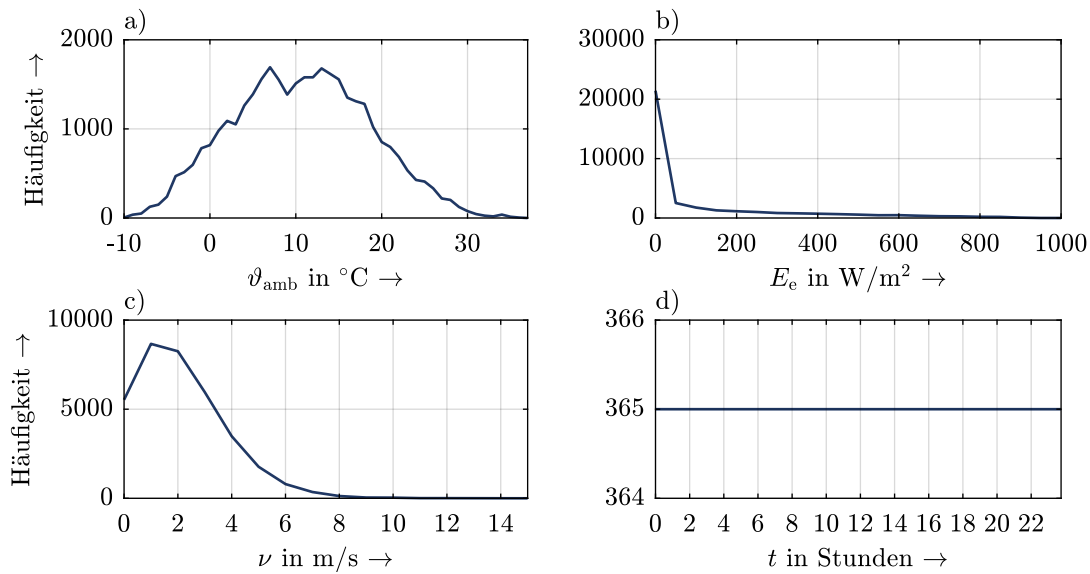 a)
b)
2000
1000
0
Häufigkeit →
-10 0 10 20 30
ϑamb in °C →
30000
20000
10000
0
0 200 400 600 800 1000
Ee in W/m² →
c)
d)
10000
5000
0
Häufigkeit →
0 2 4 6 8 10 12 14
ν in m/s →
366
365
364
0 2 4 6 8 10 12 14 16 18 20 22
t in Stunden →